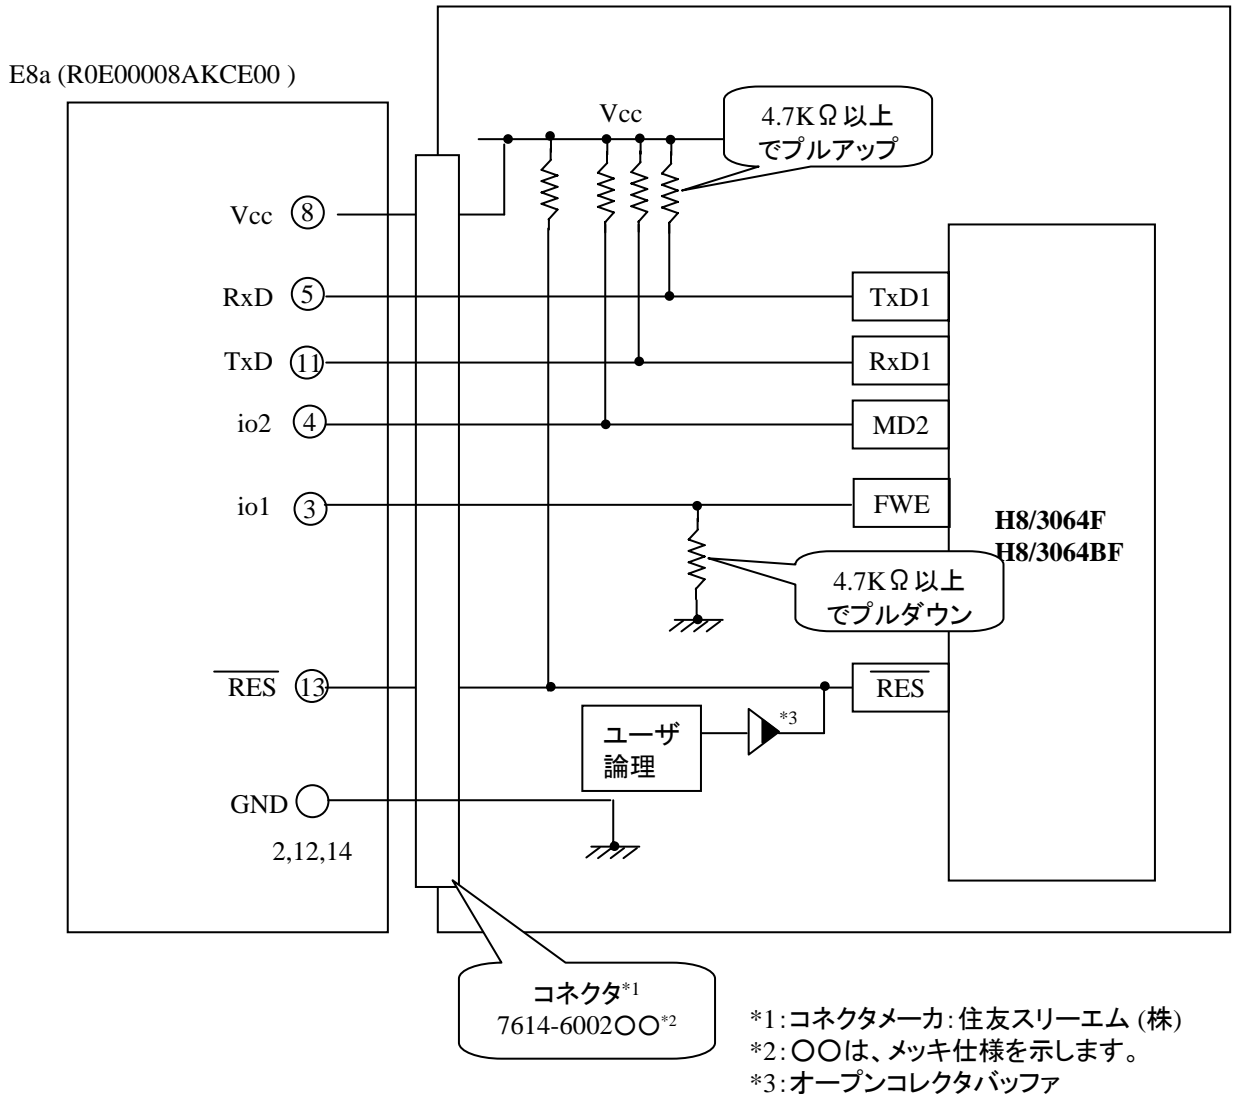 E8a (R0E00008AKCE00 )
Vcc
4.7KΩ以上
でプルアップ
Vcc 8
RxD 5
TxD1
TxD 11
RxD1
io2 4
MD2
io1 3
FWE
H8/3064F
H8/3064BF
4.7KΩ以上
でプルダウン
RES 13
RES
ユーザ
論理
*3
GND
2,12,14
コネクタ*1
7614-6002〇〇*2
*1:コネクタメーカ:住友スリーエム (株)
*2:〇〇は、メッキ仕様を示します。
*3:オープンコレクタバッファ